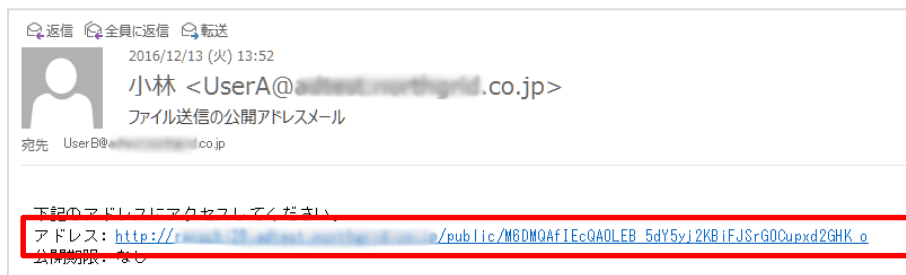 返信 全員に返信 転送
2016/12/13 (火) 13:52
小林 <UserA@ .co.jp>
ファイル送信の公開アドレスメール
宛先 UserB@ .co.jp
下記のアドレスにアクセスしてください。
アドレス: http:// /public/M6DMQAfIEcQAOLEB_5dY5yj2KBiFJSrGOCupxd2GHK_o
公開期限: なし